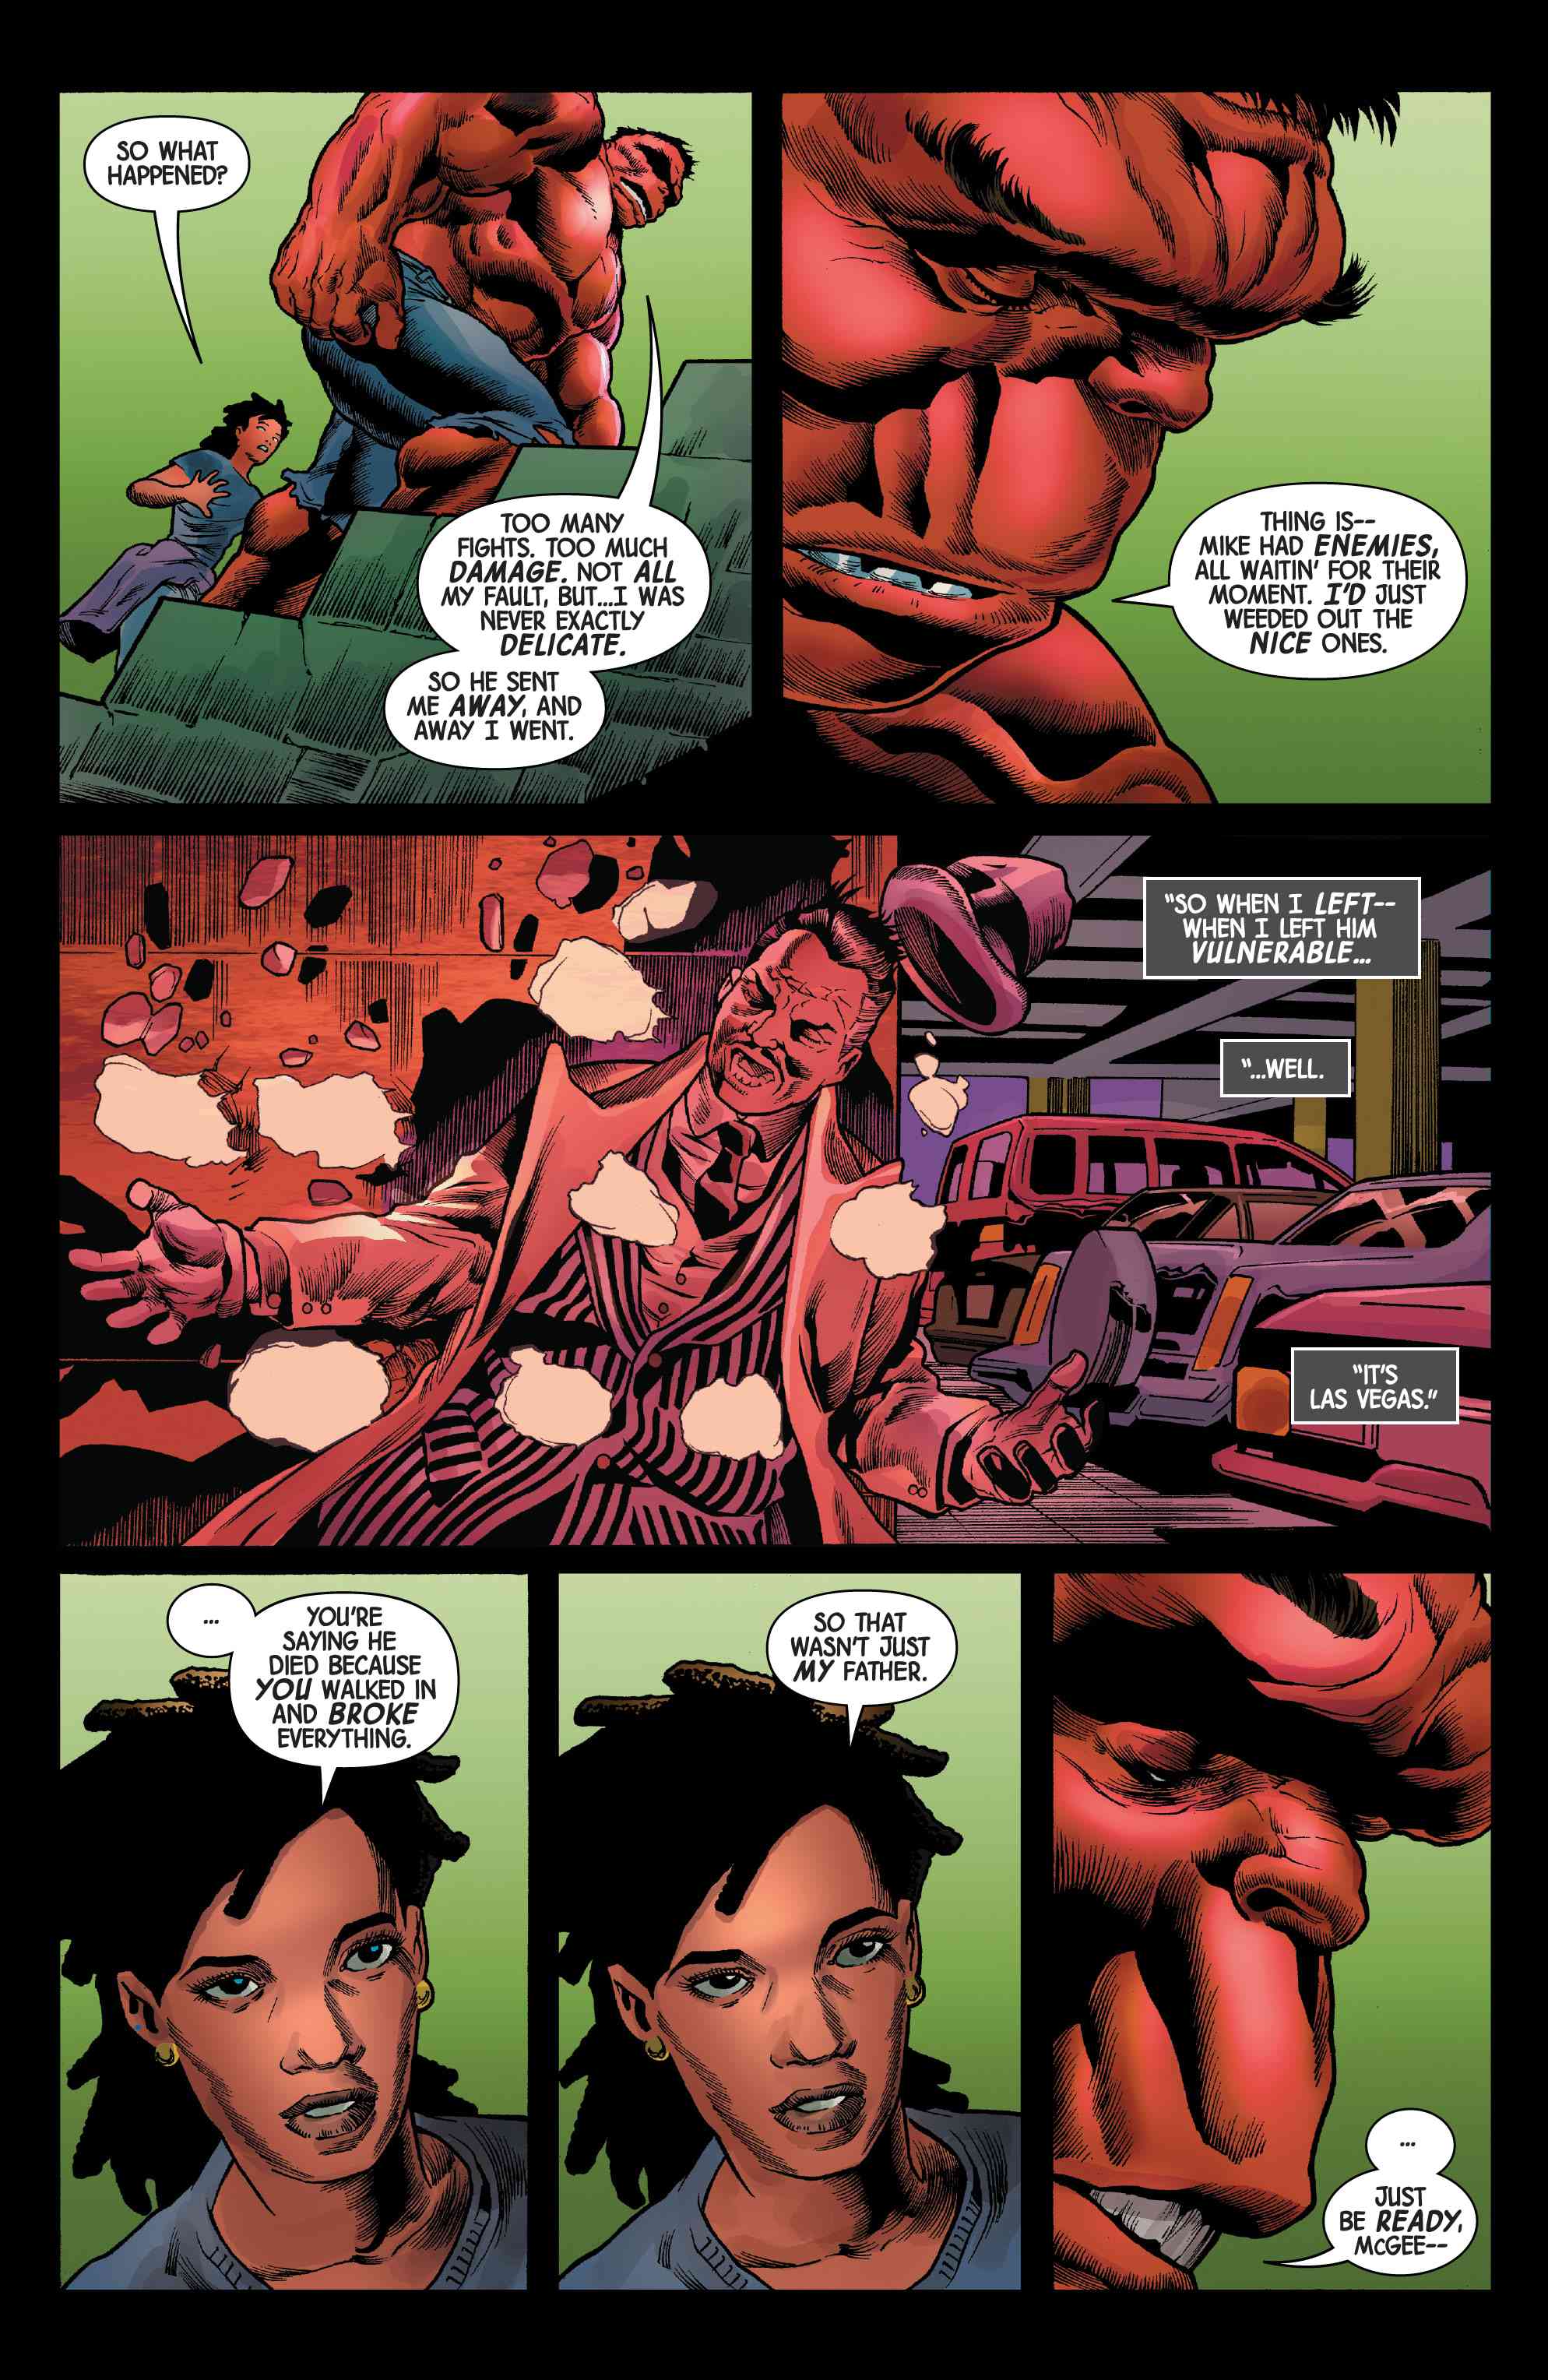 SO WHAT
HAPPENED?
TOO MANY
FIGHTS. TOO MUCH
DAMAGE. NOT ALL
MY FAULT, BUT...I WAS
NEVER EXACTLY
DELICATE.
SO HE SENT
ME AWAY, AND
AWAY I WENT.
THING IS--
MIKE HAD ENEMIES,
ALL WAITIN' FOR THEIR
MOMENT. I'D JUST
WEEDED OUT THE
NICE ONES.
"SO WHEN I LEFT--
WHEN I LEFT HIM
VULNERABLE...
"...WELL.
"IT'S
LAS VEGAS."
...
YOU'RE
SAYING HE
DIED BECAUSE
YOU WALKED IN
AND BROKE
EVERYTHING.
SO THAT
WASN'T JUST
MY FATHER.
...
JUST
BE READY,
McGEE--